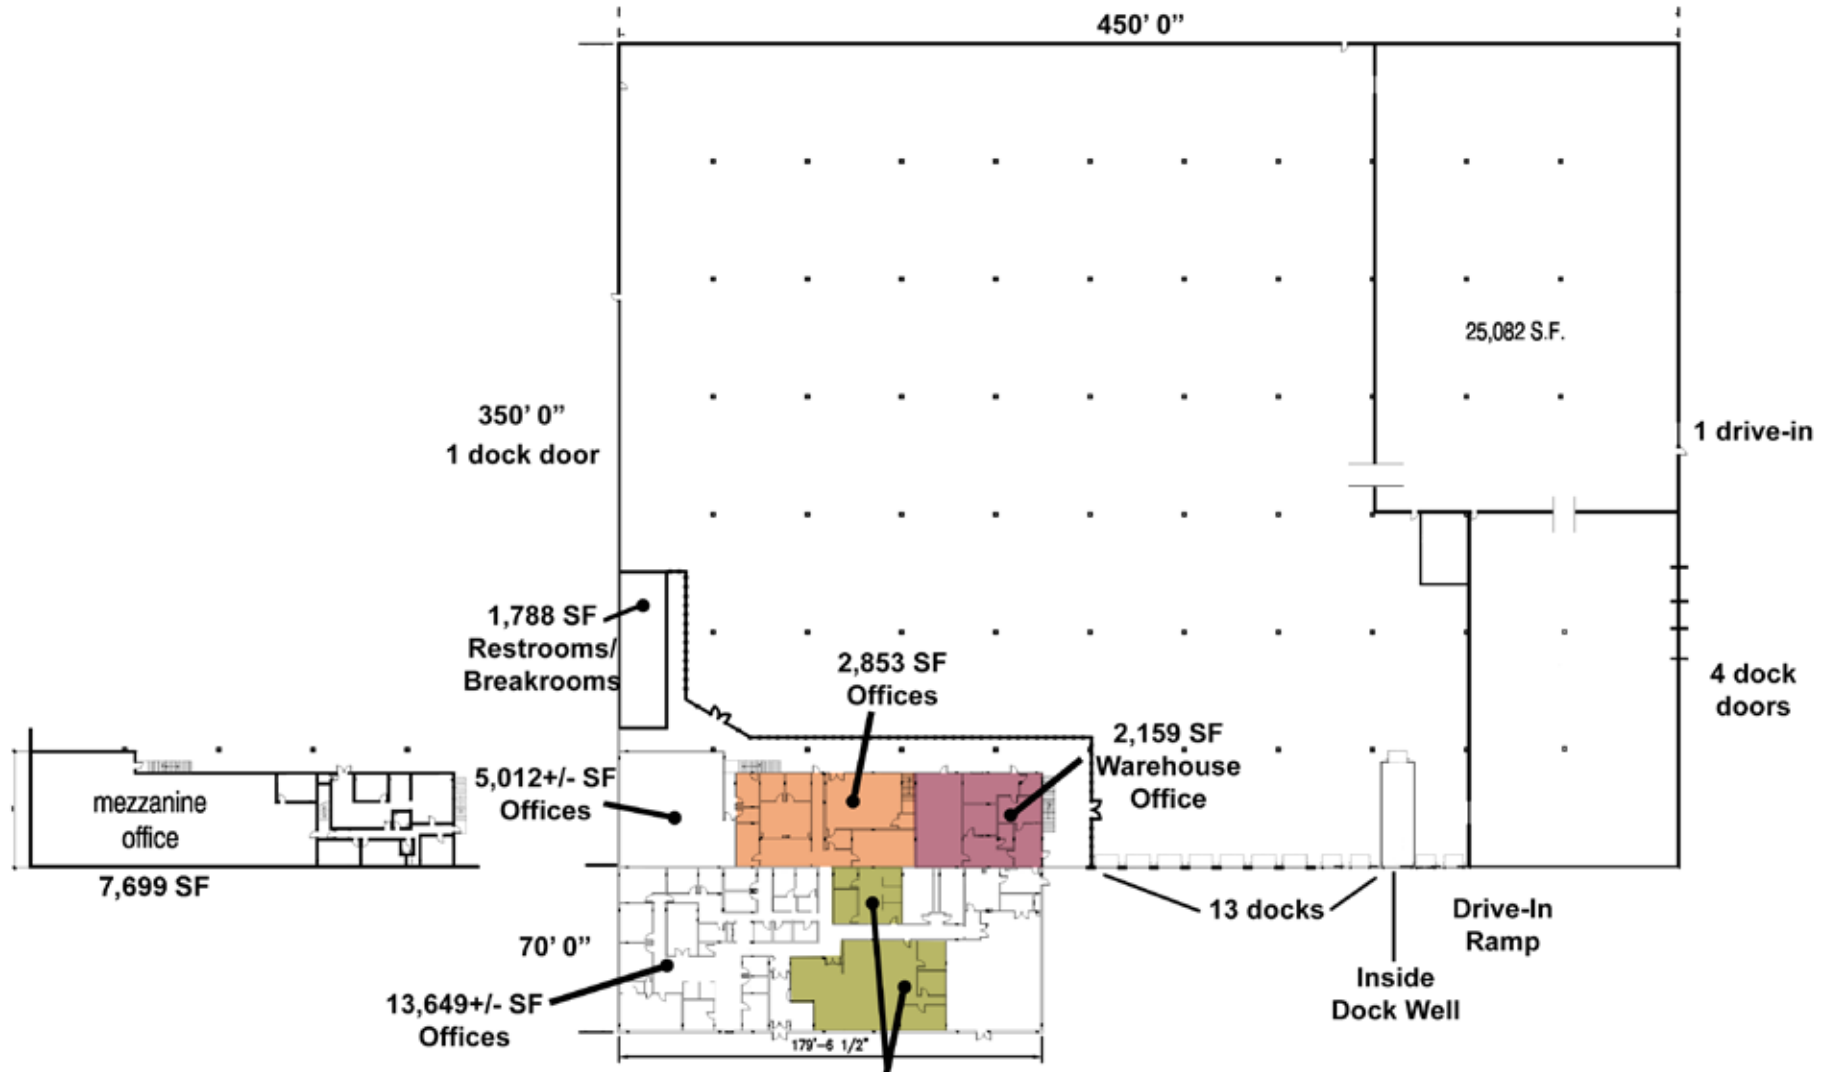 450' 0”
25,082 S.F.
350' 0”
1 dock door
1 drive-in
1,788 SF
Restrooms/
Breakrooms
2,853 SF
Offices
4 dock
doors
2,159 SF
Warehouse
Office
5,012+/- SF
Offices
mezzanine
office
7,699 SF
13 docks
Drive-In
Ramp
70' 0”
Inside
Dock Well
13,649+/- SF
Offices
179'-6 1/2"